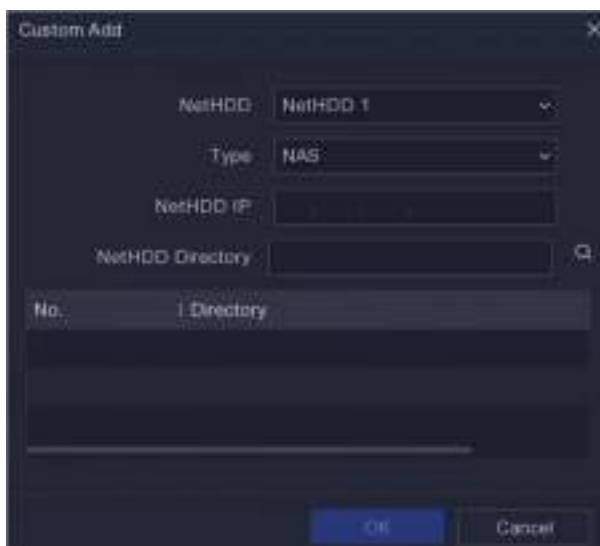 Custom Add
NetHDD NetHDD 1
Type NAS
NetHDD IP
NetHDD Directory
No. Directory
OK Cancel